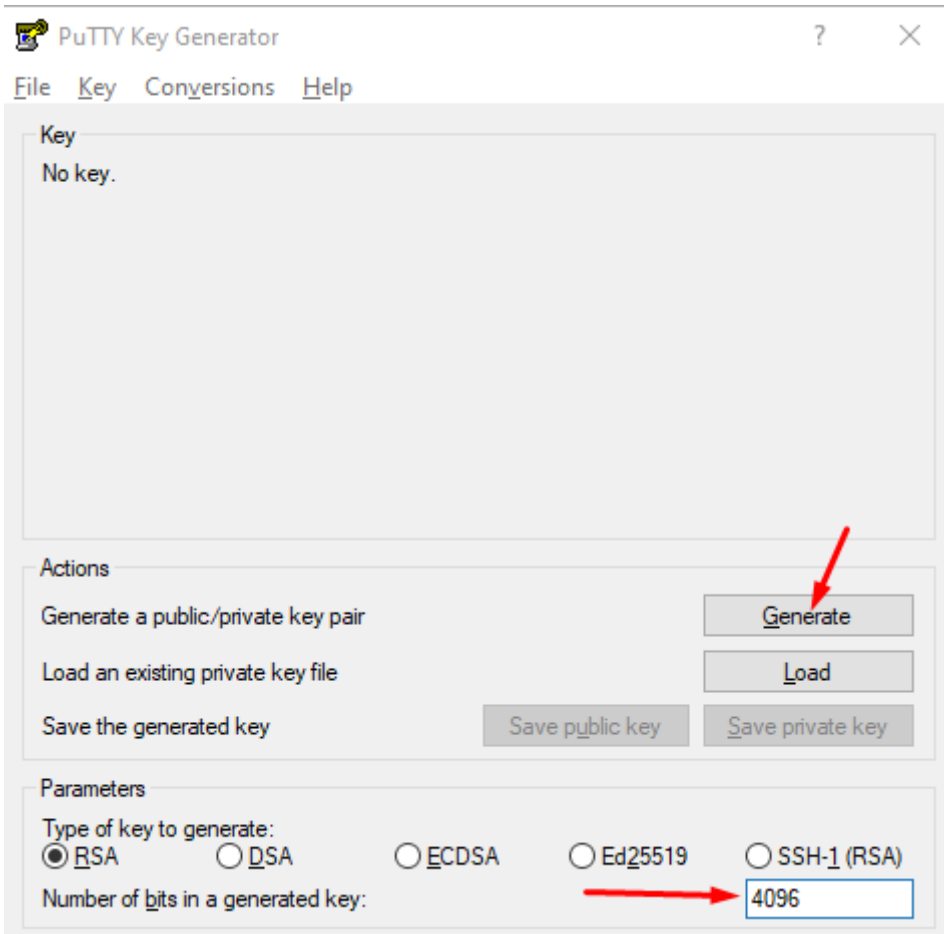 PuTTY Key Generator
File Key Conversions Help
Key
No key.
Actions
Generate a public/private key pair Generate
Load an existing private key file Load
Save the generated key Save public key Save private key
Parameters
Type of key to generate:
RSA DSA ECDSA Ed25519 SSH-1 (RSA)
Number of bits in a generated key: 4096